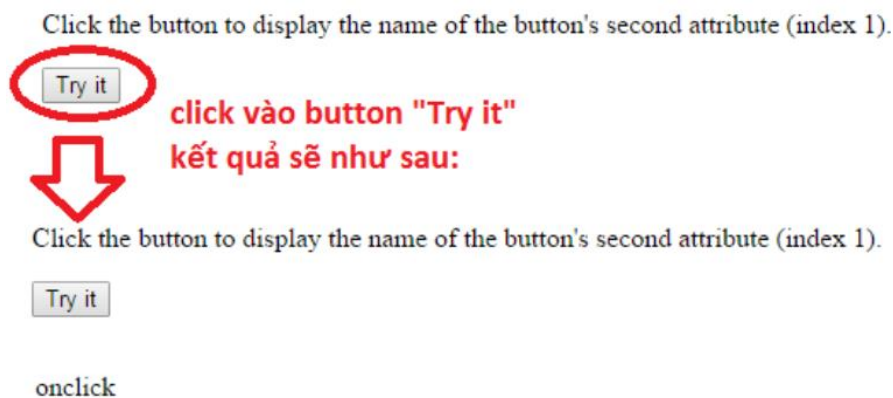 Click the button to display the name of the button's second attribute (index 1).
Try it
click vào button "Try it"
kết quả sẽ như sau:
Click the button to display the name of the button's second attribute (index 1).
Try it
onclick